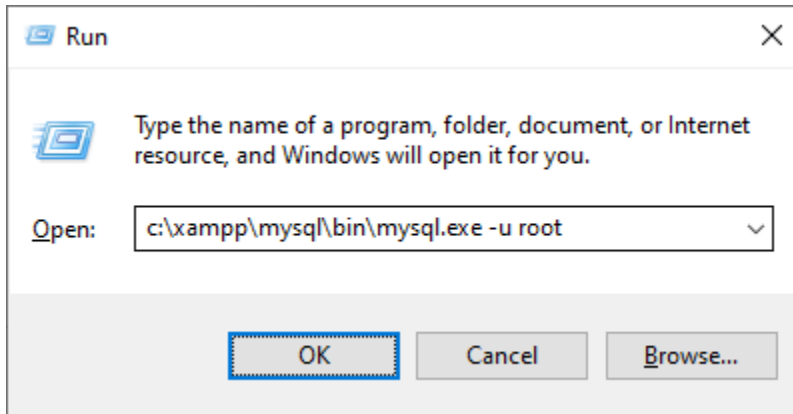 Run
Type the name of a program, folder, document, or Internet
resource, and Windows will open it for you.
Open: c:\xampp\mysql\bin\mysql.exe -u root
OK Cancel Browse...